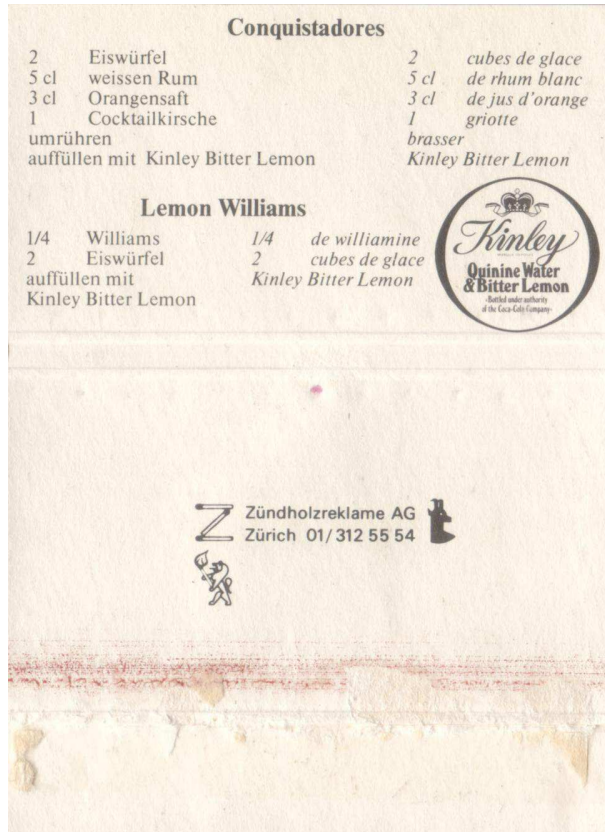 Conquistadores
2 Eiswürfel
5 cl weissen Rum
3 cl Orangensaft
1 Cocktailkirsche
umrühren
auffüllen mit Kinley Bitter Lemon
2 cubes de glace
5 cl de rhum blanc
3 cl de jus d'orange
1 griotte
brasser
Kinley Bitter Lemon
Lemon Williams
1/4 Williams
2 Eiswürfel
auffüllen mit
Kinley Bitter Lemon
1/4 de williamine
2 cubes de glace
Kinley Bitter Lemon
Kinley
Quinine Water
& Bitter Lemon
-Bottled under authority
of the Coca-Cola Company-
Zündholzreklame AG
Zürich 01/312 55 54